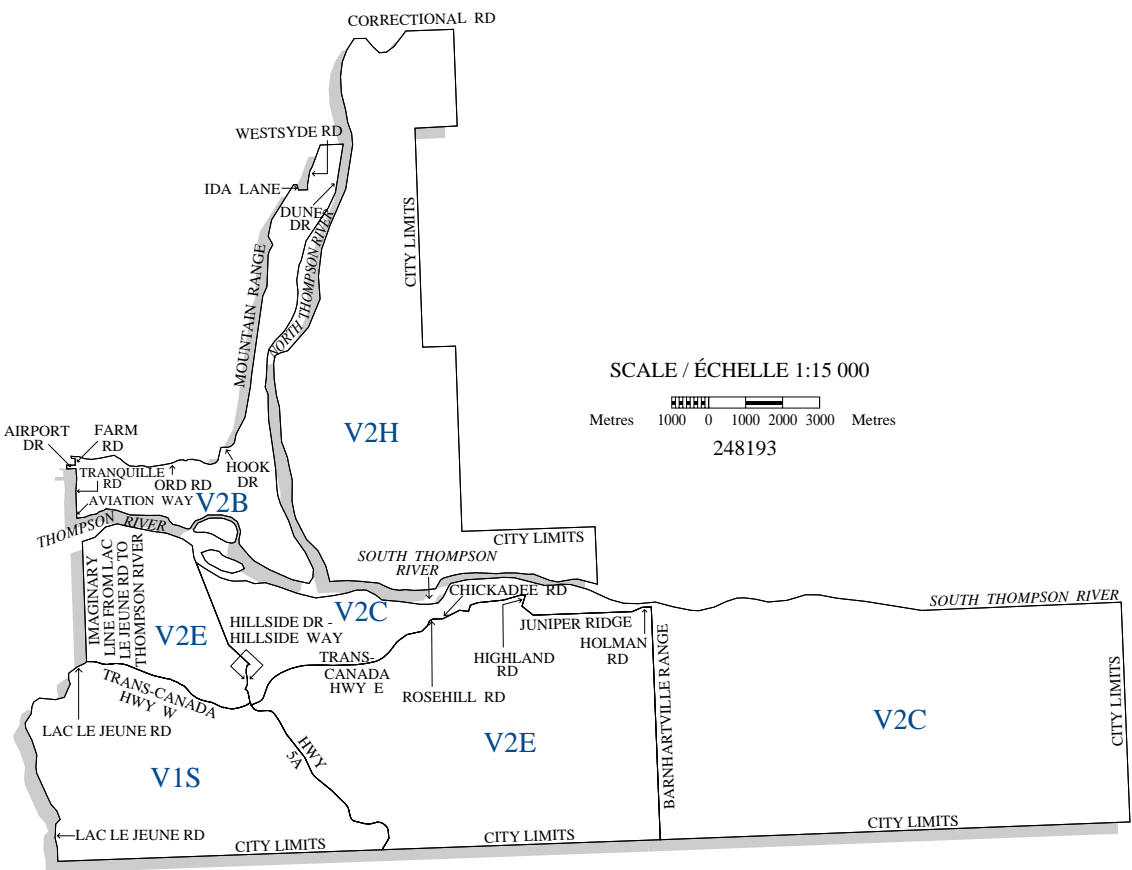 CORRECTIONAL RD
WESTSYDE RD
IDA LANE
DUNE
DR
NORTH THOMPSON RIVER
MOUNTAIN RANGE
CITY LIMITS
SCALE / ÉCHELLE 1:15 000
Metres 1000 0 1000 2000 3000 Metres
248193
V2H
AIRPORT
DR
FARM
RD
TRANQUILLE
RD
ORD RD
HOOK
DR
AVIATION WAY
V2B
THOMPSON RIVER
CITY LIMITS
SOUTH THOMPSON
RIVER
CHICKADEE RD
SOUTH THOMPSON RIVER
IMAGINARY
LINE FROM LAC
LE JEUNE RD TO
THOMPSON RIVER
V2E
V2C
HILLSIDE DR -
HILLSIDE WAY
JUNIPER RIDGE
HOLMAN
RD
HIGHLAND
RD
TRANS-
CANADA
HWY E
ROSEHILL RD
TRANS-CANADA
HWY W
LAC LE JEUNE RD
HWY
5A
V2E
BARNHARTVILLE RANGE
V2C
CITY LIMITS
V1S
LAC LE JEUNE RD
CITY LIMITS
CITY LIMITS
CITY LIMITS